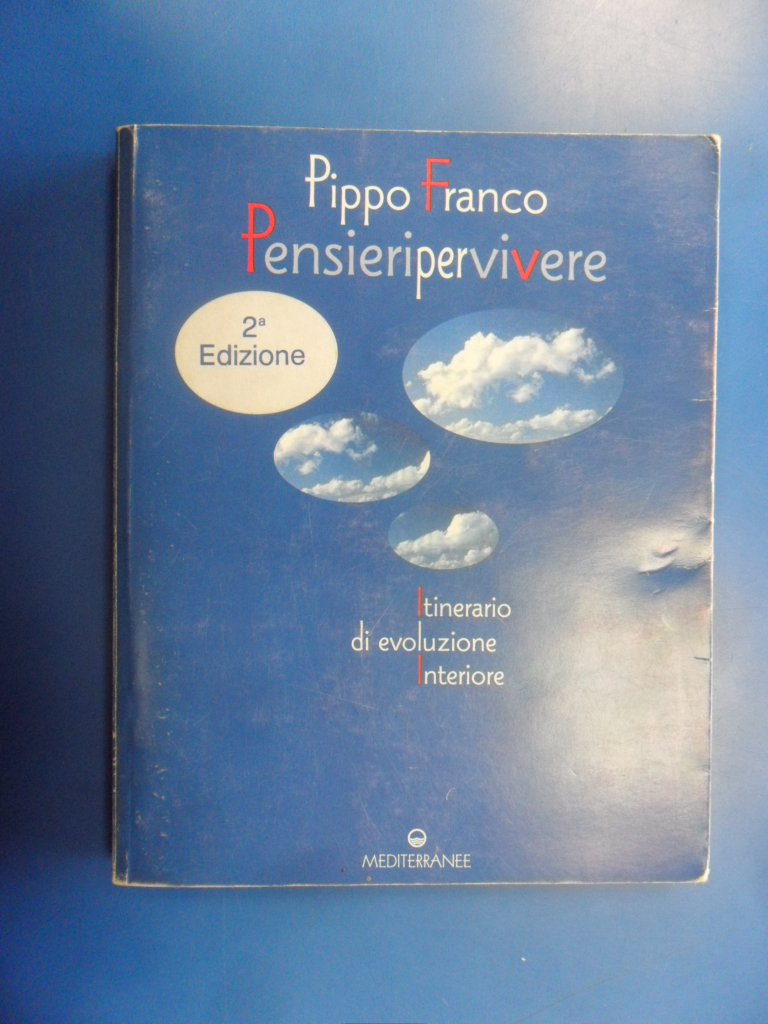 Pippo Franco
Pensieripervivere
2ª
Edizione
Itinerario
di evoluzione
Interiore
MEDITERRANEE